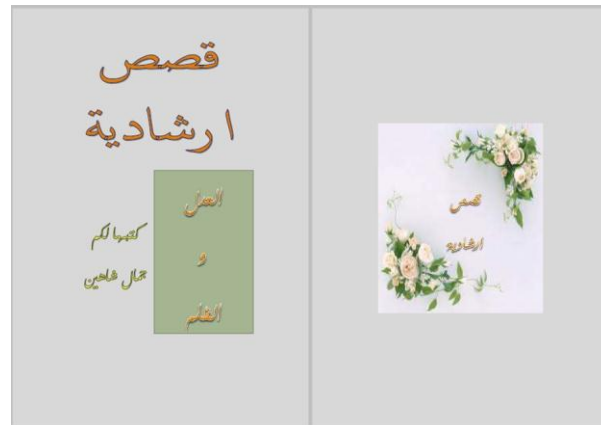 قصص
ارشادية
العدل
و
الظلم
كتبها لكم
جمال شاهين
قصص
ارشادية